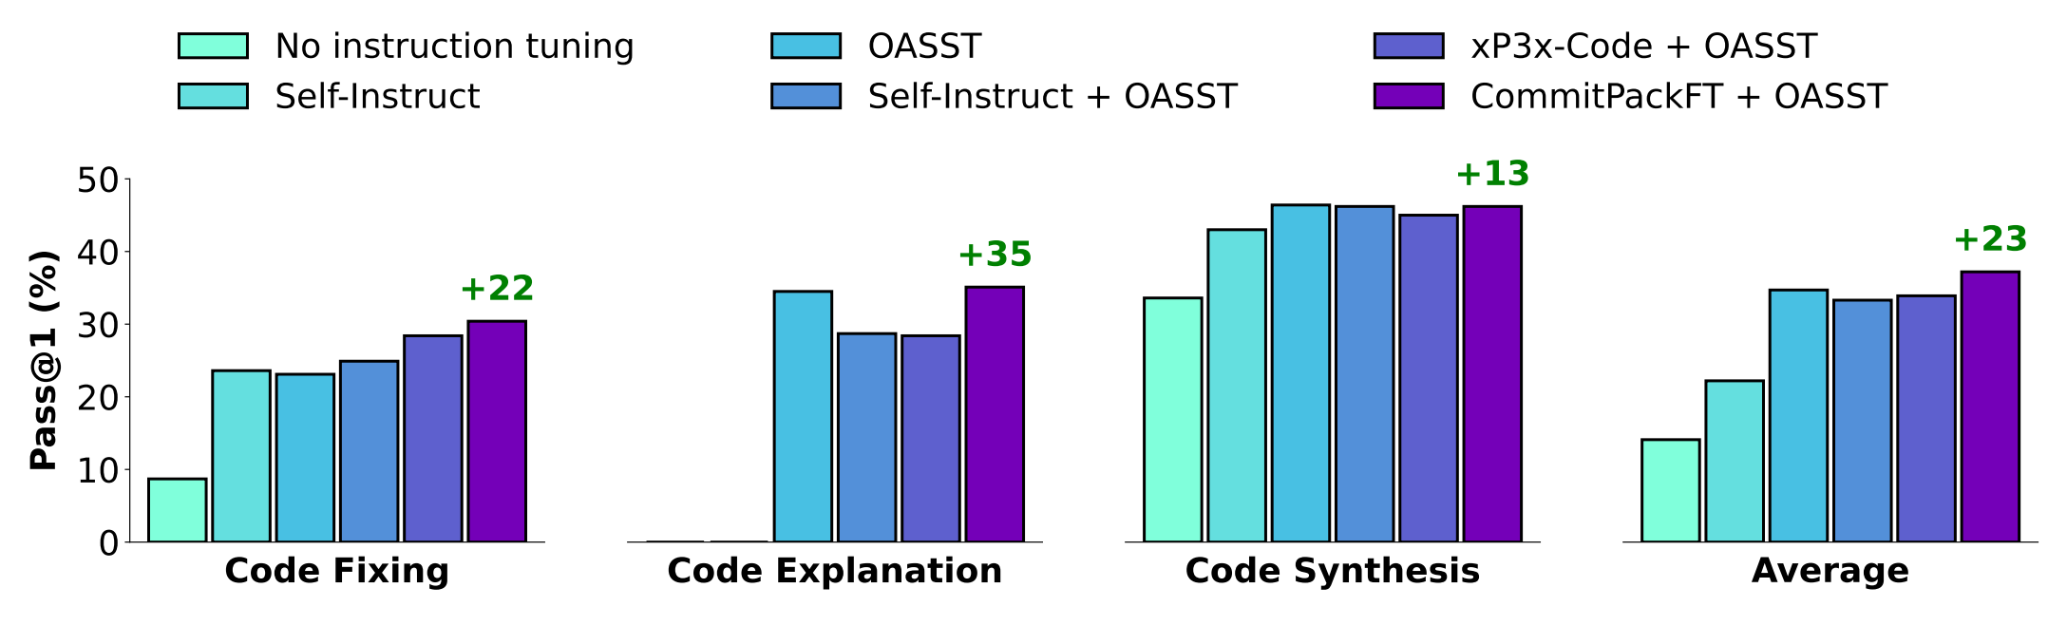 No instruction tuning
Self-Instruct
OASST
Self-Instruct + OASST
xP3x-Code + OASST
CommitPackFT + OASST
Pass@1 (%)
50
40
30
20
10
0
+22
+35
+13
+23
Code Fixing
Code Explanation
Code Synthesis
Average